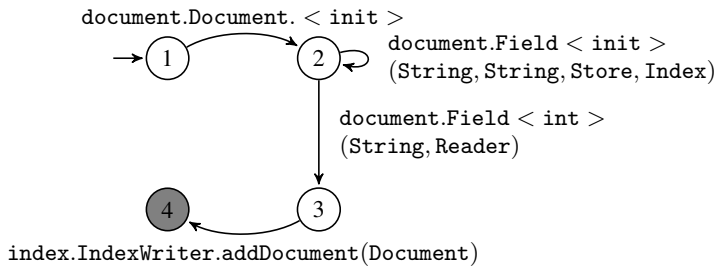 document.Document. < init >
1
2
document.Field < init >
(String, String, Store, Index)
document.Field < int >
(String, Reader)
4
3
index.IndexWriter.addDocument(Document)